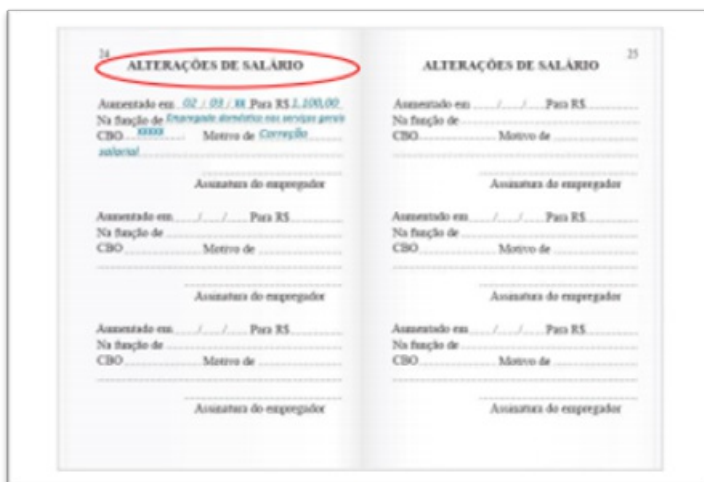 24
ALTERAÇÕES DE SALÁRIO
Aumentado em 02 / 03 / XX Para R$ 1.100,00
Na função de Empregado doméstico nos serviços gerais
CBO XXXXX Motivo de Correção
salarial
Assinatura do empregador
Aumentado em / / Para R$
Na função de
CBO Motivo de
Assinatura do empregador
Aumentado em / / Para R$
Na função de
CBO Motivo de
Assinatura do empregador
25
ALTERAÇÕES DE SALÁRIO
Aumentado em / / Para R$
Na função de
CBO Motivo de
Assinatura do empregador
Aumentado em / / Para R$
Na função de
CBO Motivo de
Assinatura do empregador
Aumentado em / / Para R$
Na função de
CBO Motivo de
Assinatura do empregador